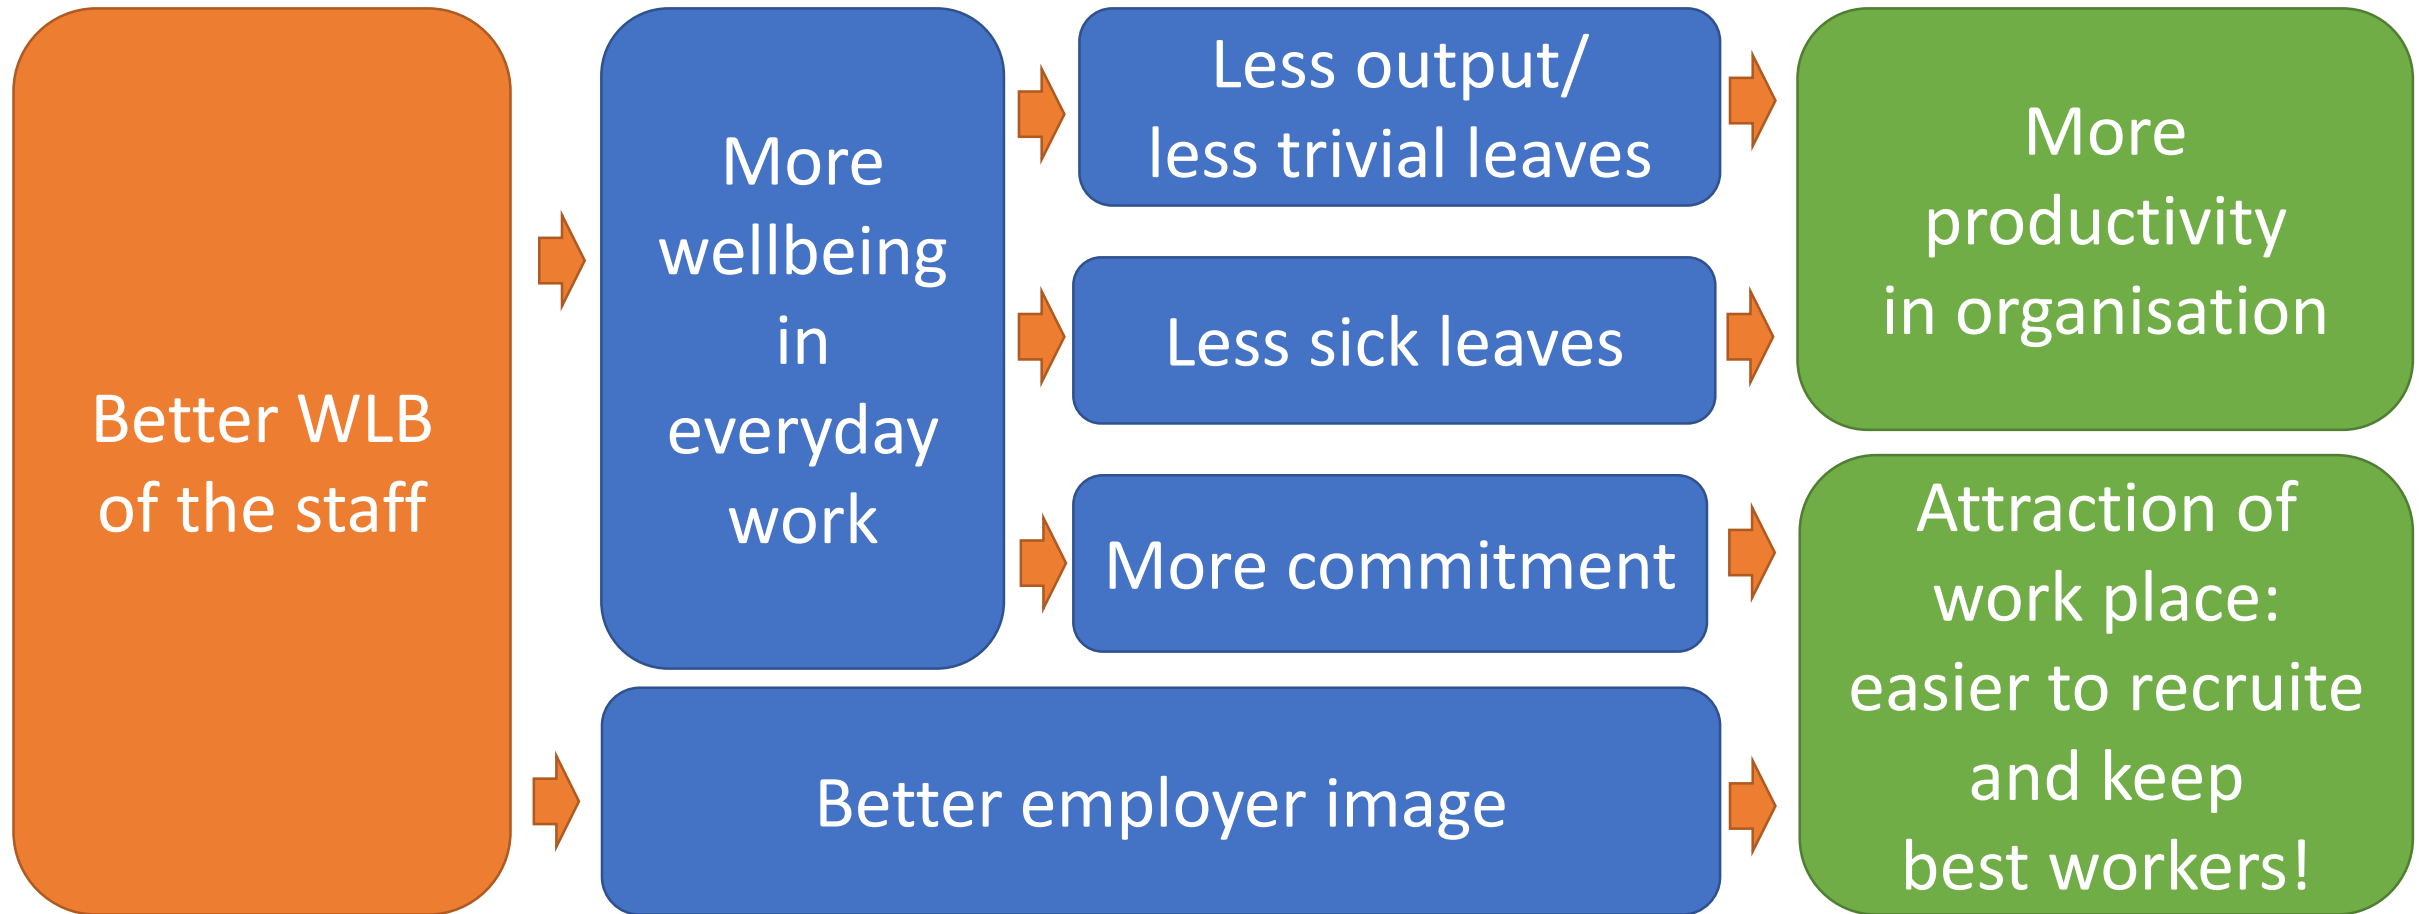 Better WLB
of the staff
More
wellbeing
in
everyday
work
Less output/
less trivial leaves
Less sick leaves
More commitment
Better employer image
More
productivity
in organisation
Attraction of
work place:
easier to recruite
and keep
best workers!